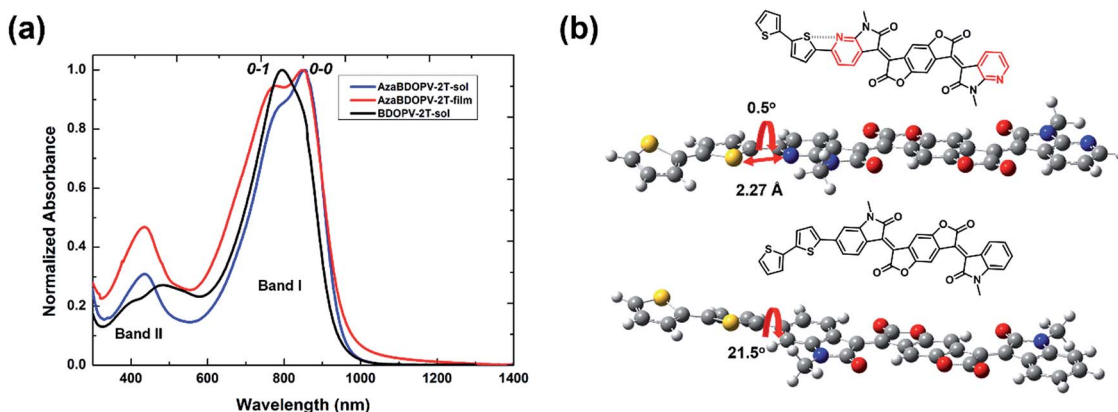 (a)
0-1
0-0
1.0
0.8
0.6
0.4
0.2
0.0
Normalized Absorbance
AzaBDOPV-2T-sol
AzaBDOPV-2T-film
BDOPV-2T-sol
Band I
Band II
400
600
800
1000
1200
1400
Wavelength (nm)
(b)
S
S
N
N
O
O
O
O
O
O
N
N
0.5°
2.27 Å
S
S
N
O
O
O
O
O
O
N
21.5°